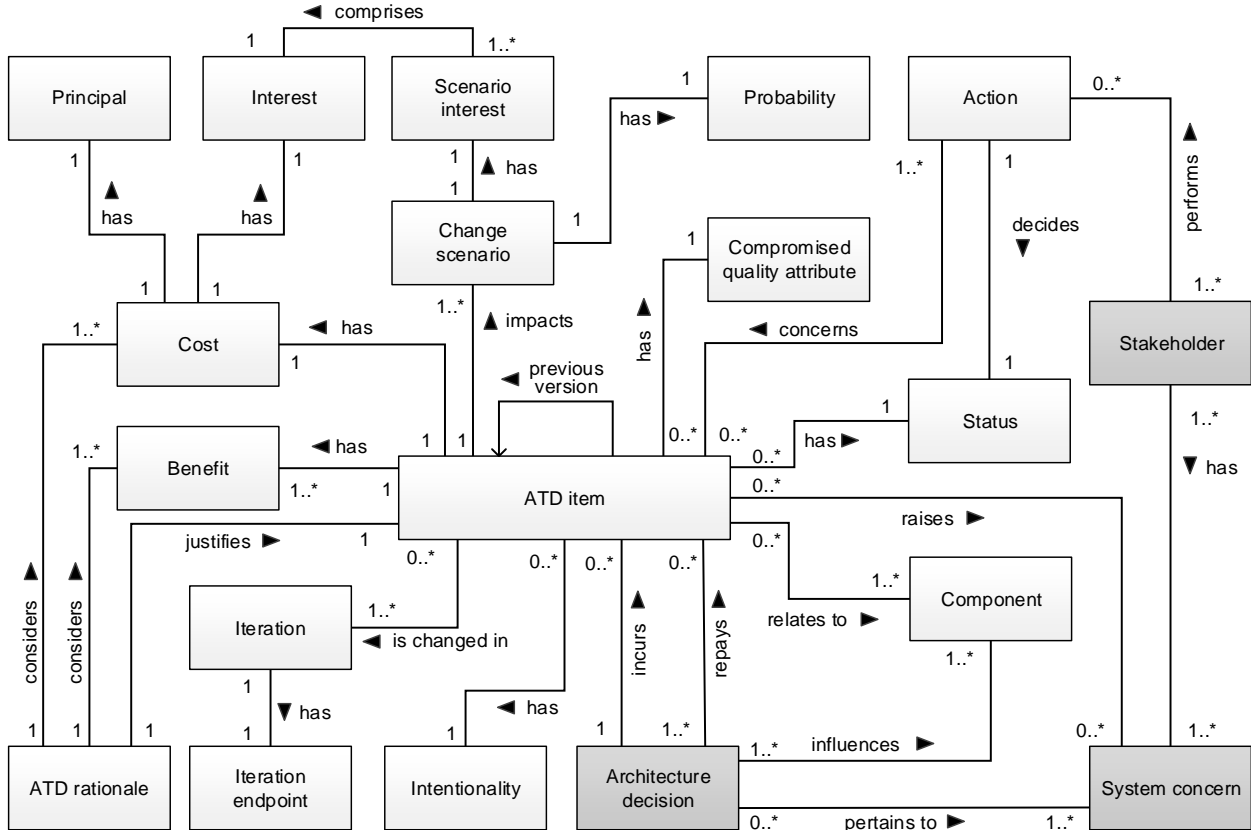 comprises
1
1..*
Principal
Interest
Scenario
interest
1
Probability
Action
0..*
has
1
1
1
has
1
1..*
1
performs
has
has
Change
scenario
1
1
Compromised
quality attribute
decides
1
1
1..*
1..*
1..*
Cost
has
1
impacts
has
concerns
Stakeholder
previous
version
1
1..*
Benefit
has
1..*
1
1
1
0..*
0..*
0..*
has
1
Status
1..*
has
ATD item
0..*
raises
justifies
1
0..*
0..*
0..*
0..*
0..*
1..*
Component
relates to
1..*
Iteration
1..*
is changed in
considers
considers
incurs
repays
1
has
1
has
1
1
1
1
1
1..*
1..*
influences
0..*
1..*
ATD rationale
Iteration
endpoint
Intentionality
Architecture
decision
System concern
0..*
pertains to
1..*